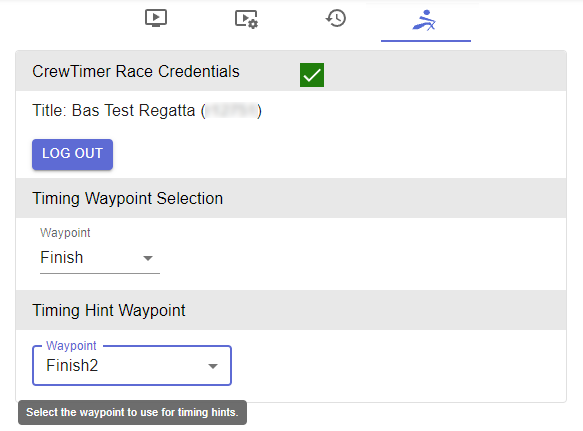 CrewTimer Race Credentials
Title: Bas Test Regatta ( )
LOG OUT
Timing Waypoint Selection
Waypoint
Finish
Timing Hint Waypoint
Waypoint
Finish2
Select the waypoint to use for timing hints.